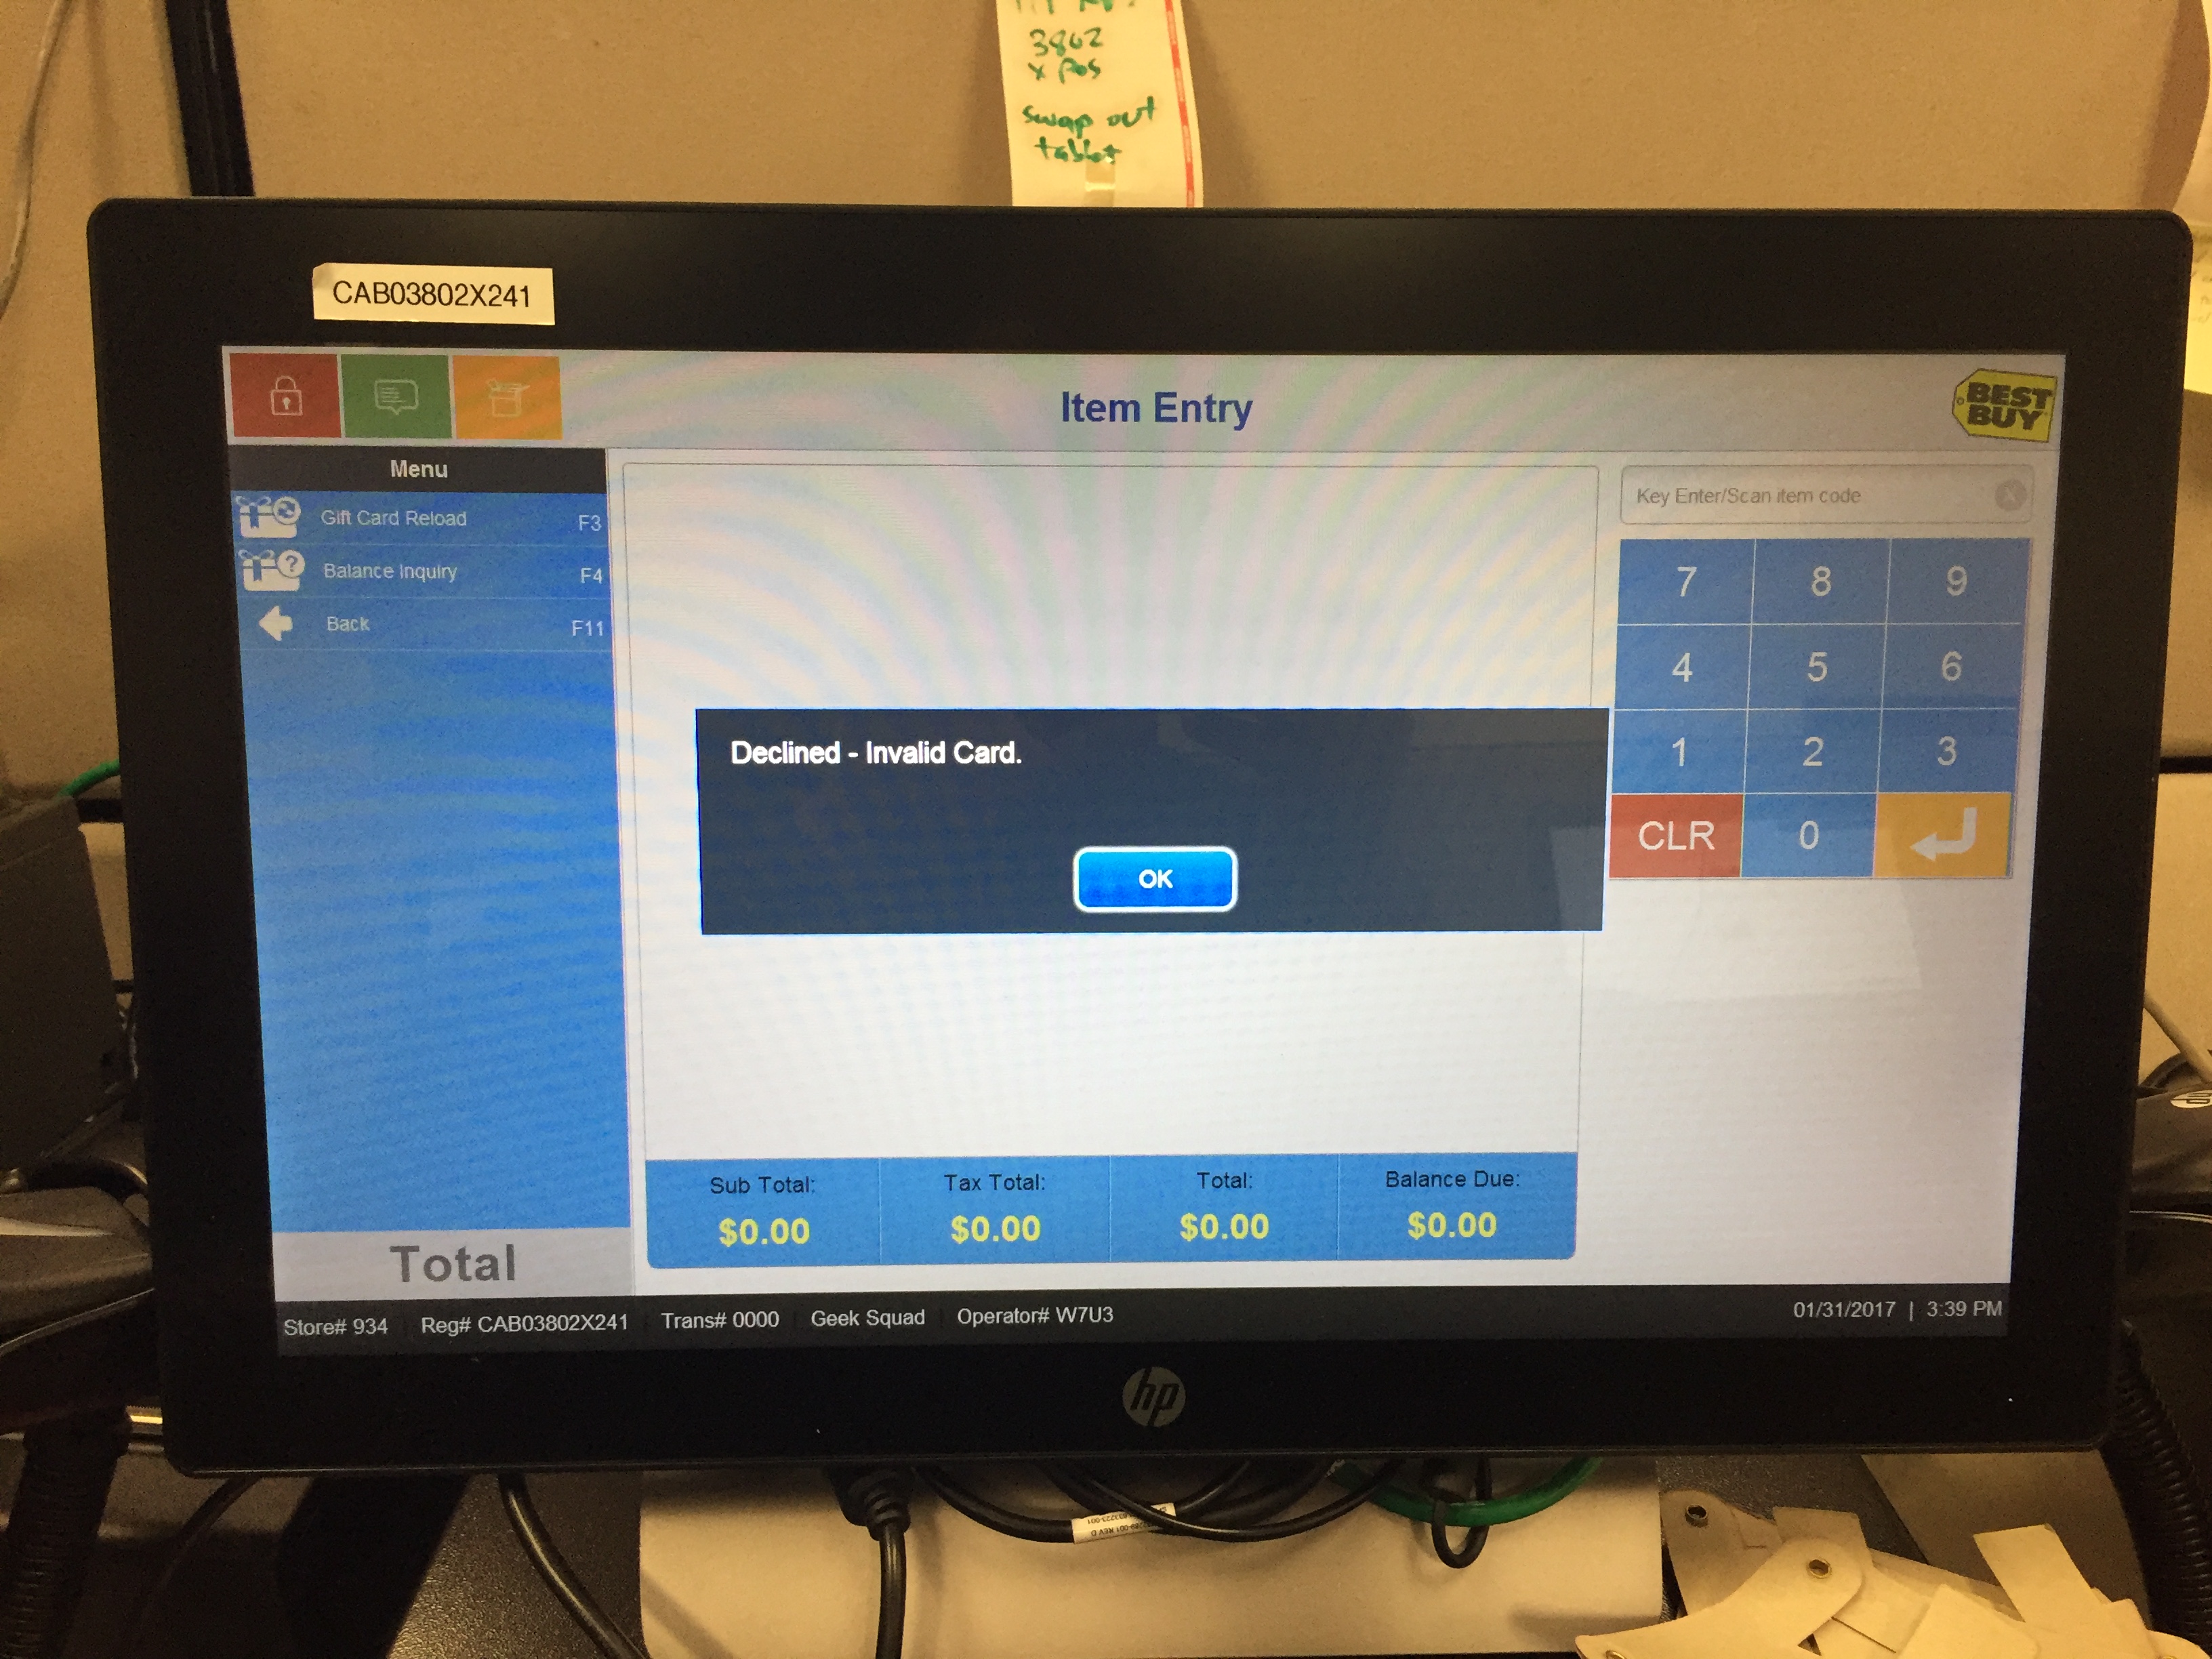 3862
x Pos
swap out
tablet
CAB03802X241
Item Entry
BEST
BUY
Menu
Gift Card Reload F3
Balance Inquiry F4
Back F11
Key Enter/Scan item code X
7 8 9
4 5 6
1 2 3
CLR 0
Declined - Invalid Card.
OK
Sub Total: Tax Total: Total: Balance Due:
$0.00 $0.00 $0.00 $0.00
Total
Store# 934 Reg# CAB03802X241 Trans# 0000 Geek Squad Operator# W7U3 01/31/2017 | 3:39 PM
hp
hp